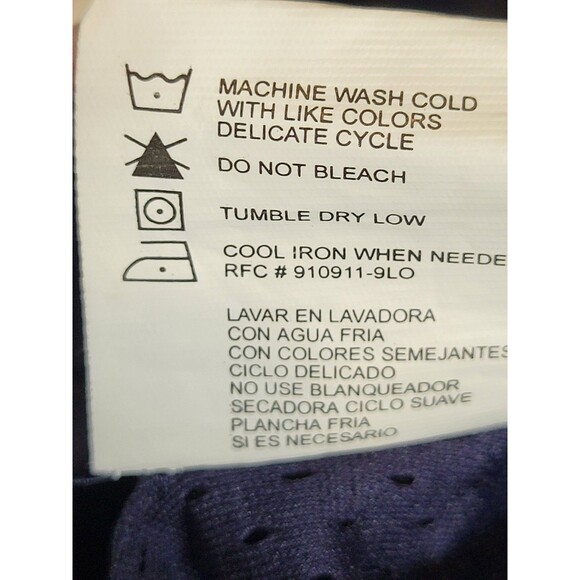 MACHINE WASH COLD
WITH LIKE COLORS
DELICATE CYCLE
DO NOT BLEACH
TUMBLE DRY LOW
COOL IRON WHEN NEEDE
RFC # 910911-9LO
LAVAR EN LAVADORA
CON AGUA FRIA
CON COLORES SEMEJANTES
CICLO DELICADO
NO USE BLANQUEADOR
SECADORA CICLO SUAVE
PLANCHA FRIA
SI ES NECESARIO